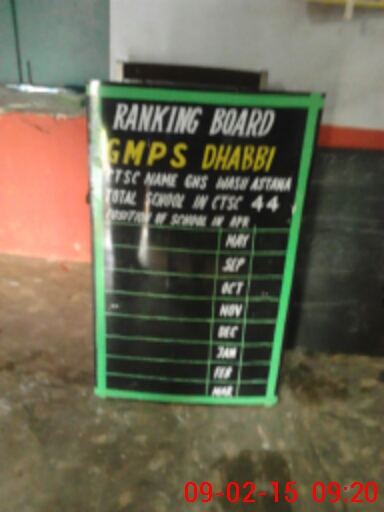 RANKING BOARD
GMPS DHABBI
CTSC NAME GHS WASU ASTANA
TOTAL SCHOOL IN CTSC 44
POSITION OF SCHOOL IN APR
MAY
SEP
OCT
NOV
DEC
JAN
FEB
MAR
09-02-15 09:20